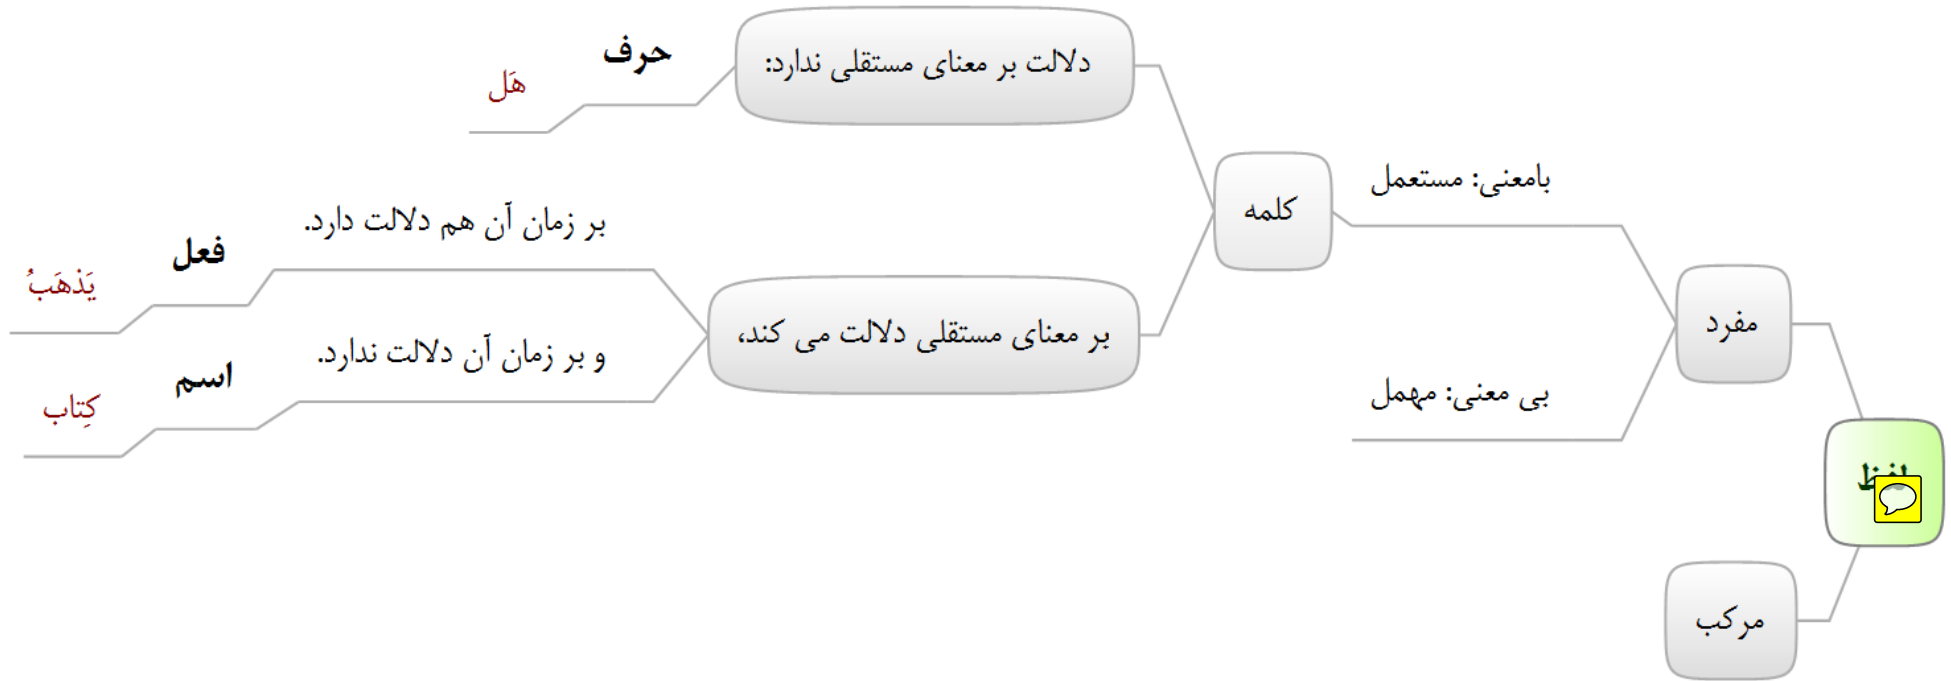 مفرد
بامعنی: مستعمل
کلمه
دلالت بر معنای مستقلی ندارد:
حرف
هَل
بر معنای مستقلی دلالت می کند،
بر زمان آن هم دلالت دارد.
فعل
یَذهَبُ
و بر زمان آن دلالت ندارد.
اسم
کِتاب
بی معنی: مهمل
مرکب